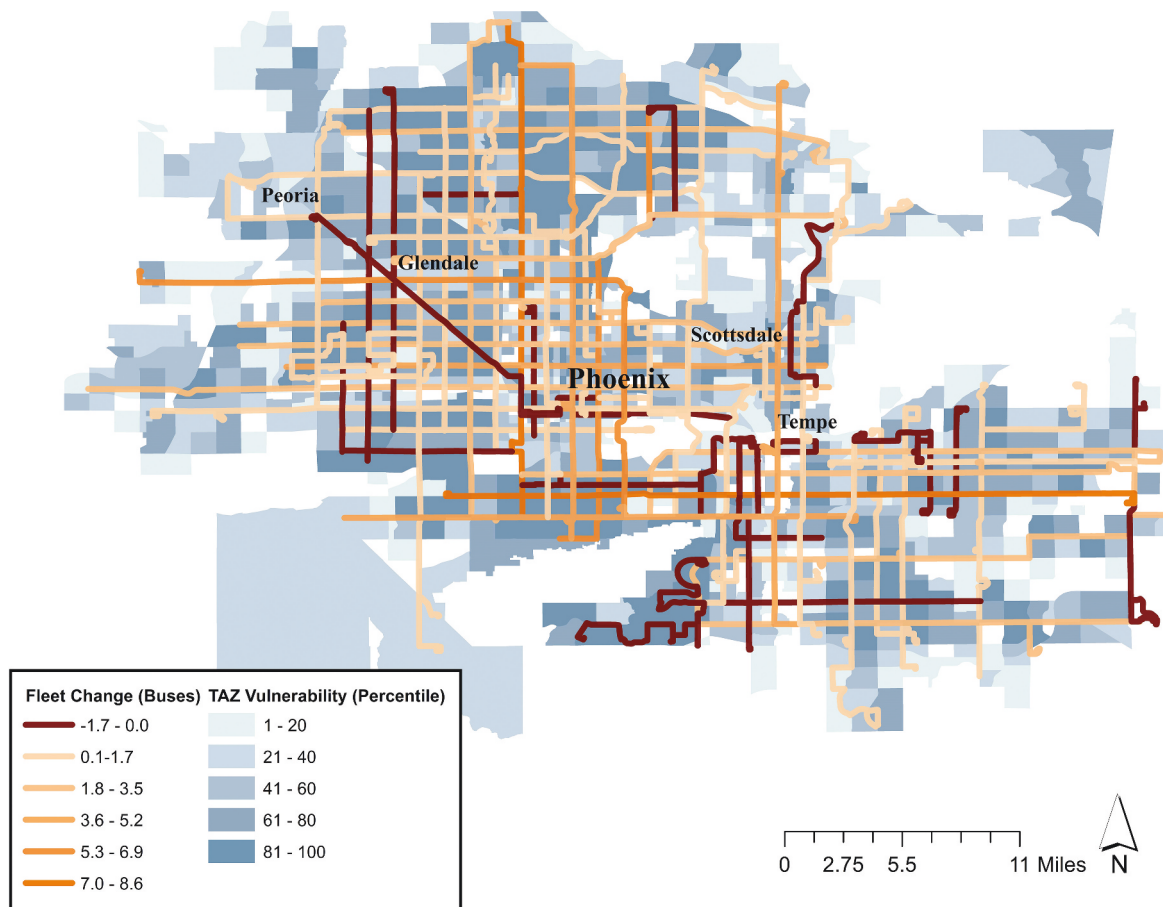 Peoria
Glendale
Scottsdale
Phoenix
Tempe
Fleet Change (Buses) TAZ Vulnerability (Percentile)
-1.7 - 0.0 1 - 20
0.1-1.7 21 - 40
1.8 - 3.5 41 - 60
3.6 - 5.2 61 - 80
5.3 - 6.9 81 - 100
7.0 - 8.6
0 2.75 5.5 11 Miles
N